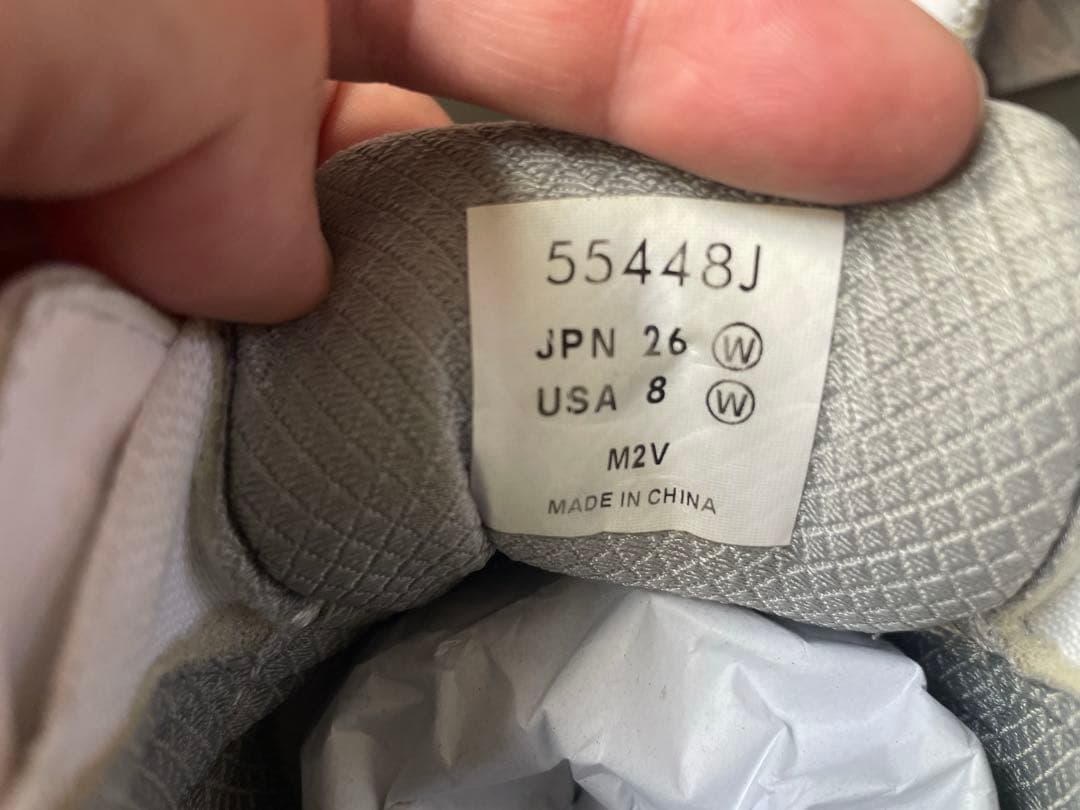 55448J
JPN 26 Ⓦ
USA 8 Ⓦ
M2V
MADE IN CHINA